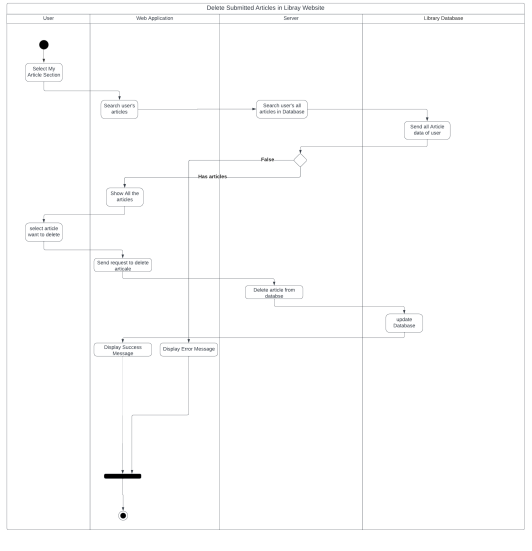 Delete Submitted Articles in Libray Website
User
Web Application
Server
Library Database
Select My
Article Section
Search user's
articles
Search user's all
articles in Database
Send all Article
data of user
False
Has articles
Show All the
articles
select article
want to delete
Send request to delete
articale
Delete article from
databse
update
Database
Display Success
Message
Display Error Message